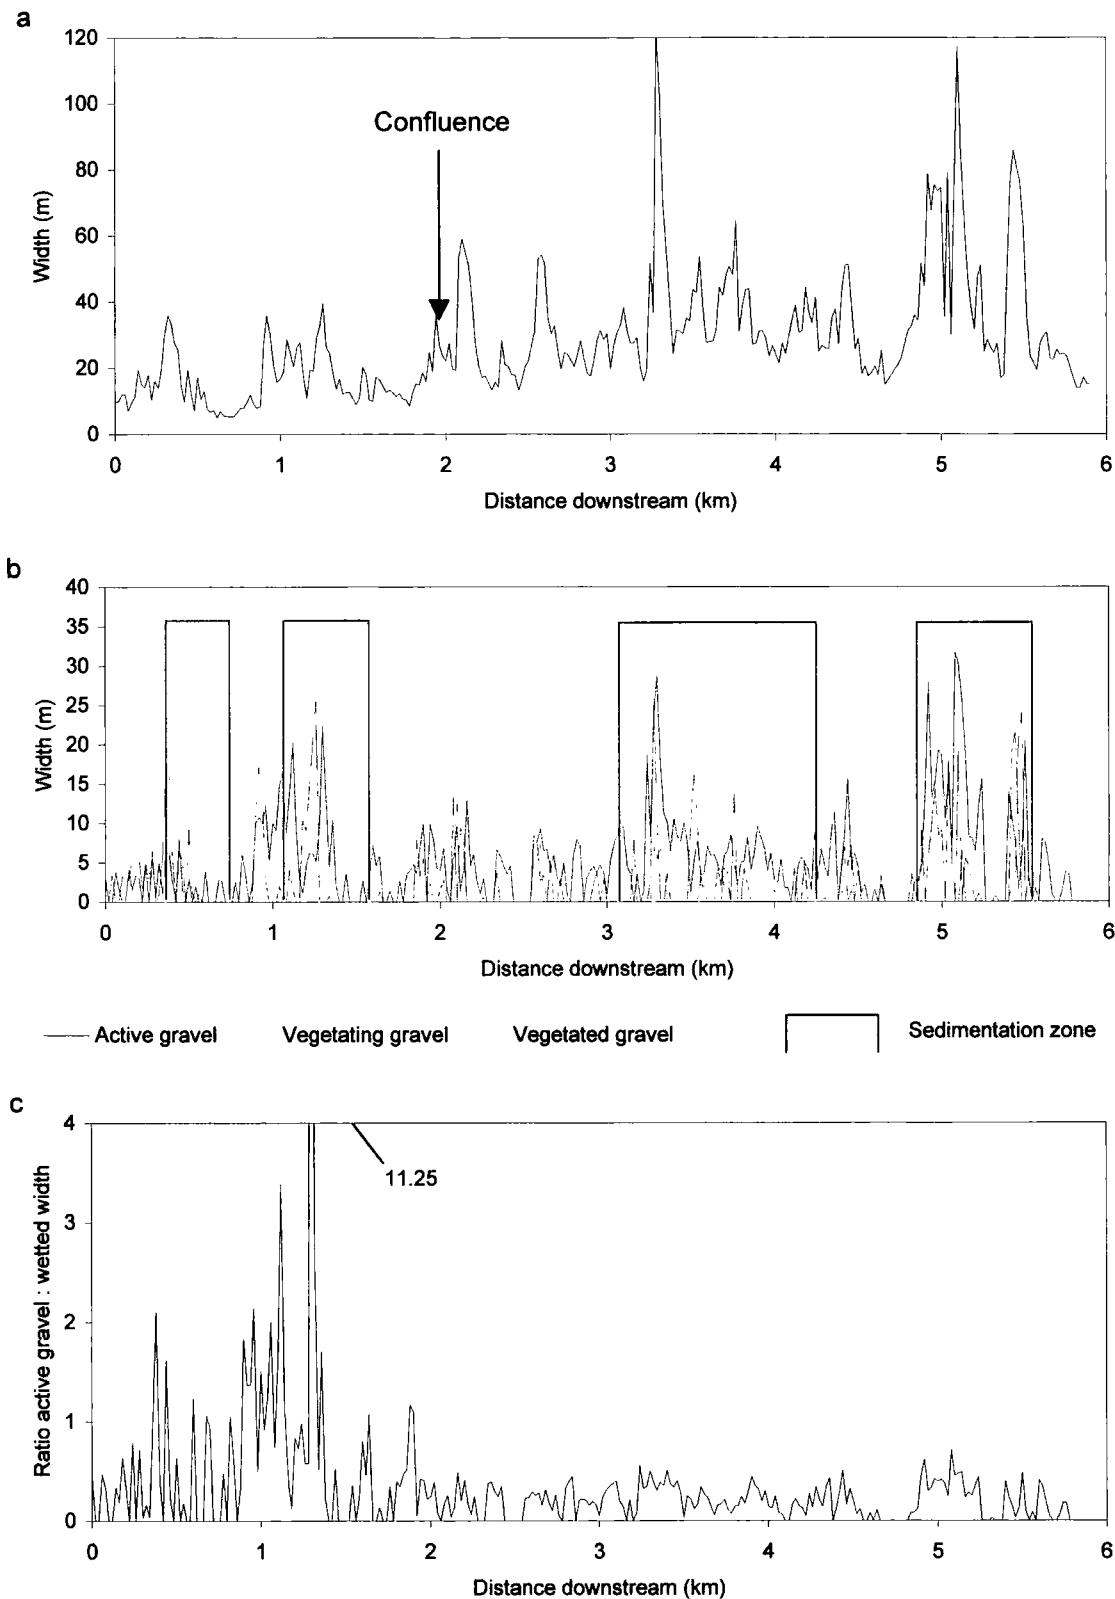 a
120
100
80
60
40
20
0
Width (m)
Confluence
0 1 2 3 4 5 6
Distance downstream (km)
b
40
35
30
25
20
15
10
5
0
Width (m)
0 1 2 3 4 5 6
Distance downstream (km)
Active gravel Vegetating gravel Vegetated gravel Sedimentation zone
c
4
3
2
1
0
Ratio active gravel : wetted width
11.25
0 1 2 3 4 5 6
Distance downstream (km)